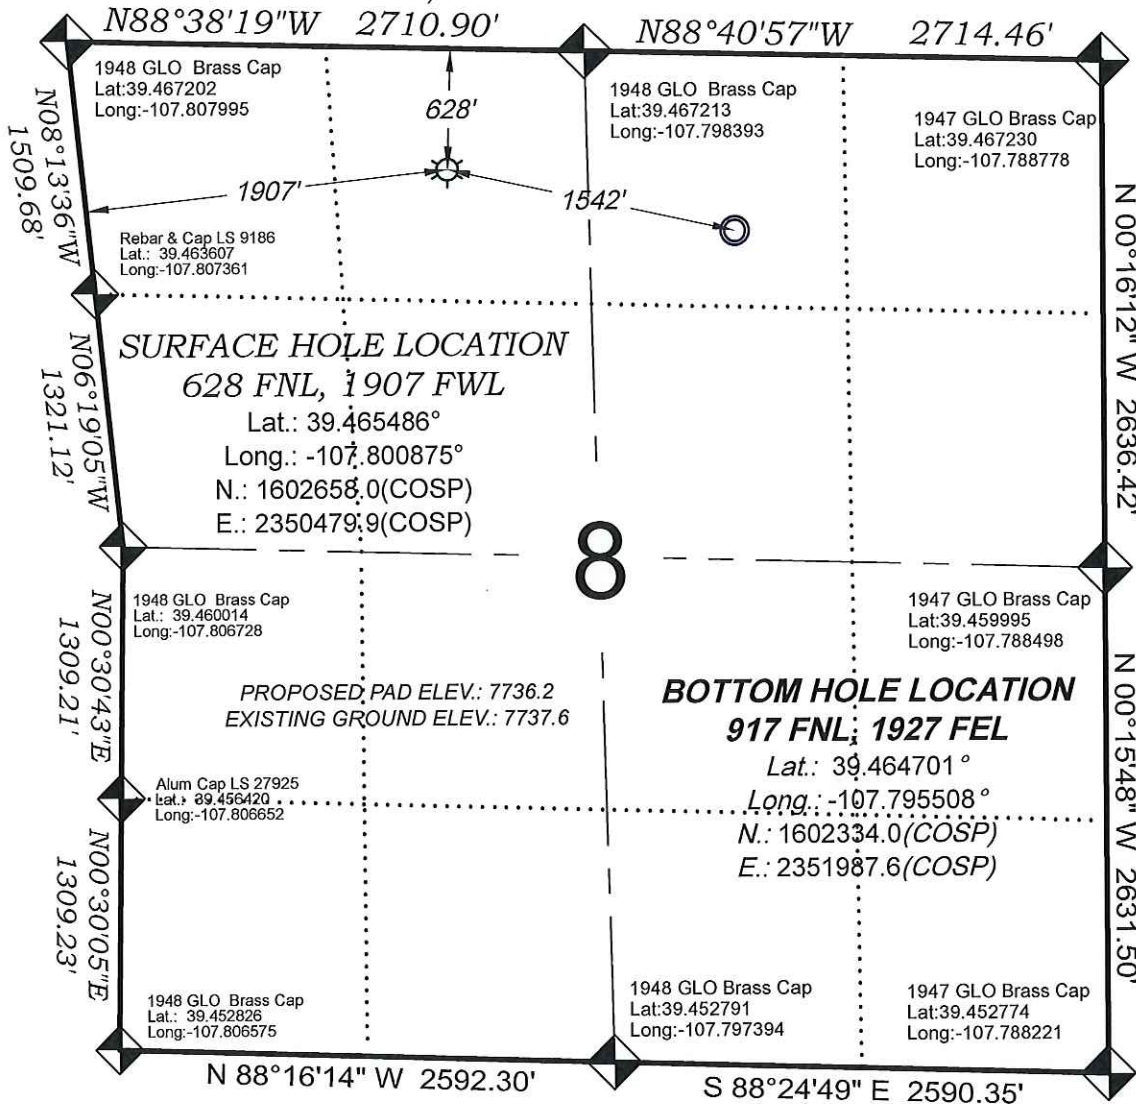 N88°38'19"W 2710.90'
N88°40'57"W 2714.46'
1948 GLO Brass Cap
Lat:39.467202
Long:-107.807995
628'
1948 GLO Brass Cap
Lat:39.467213
Long:-107.798393
1947 GLO Brass Cap
Lat:39.467230
Long:-107.788778
N08°13'36"W
1509.68'
1907'
1542'
Rebar & Cap LS 9186
Lat.: 39.463607
Long:-107.807361
N 00°16'12" W 2636.42'
SURFACE HOLE LOCATION
628 FNL, 1907 FWL
Lat.: 39.465486°
Long.: -107.800875°
N.: 1602658.0(COSP)
E.: 2350479.9(COSP)
N06°19'05"W
1321.12'
8
1948 GLO Brass Cap
Lat.: 39.460014
Long:-107.806728
1947 GLO Brass Cap
Lat:39.459995
Long:-107.788498
N00°30'43"E
1309.21'
PROPOSED PAD ELEV.: 7736.2
EXISTING GROUND ELEV.: 7737.6
BOTTOM HOLE LOCATION
917 FNL, 1927 FEL
Lat.: 39.464701°
Long.: -107.795508°
N.: 1602334.0(COSP)
E.: 2351987.6(COSP)
N 00°15'48" W 2631.50'
Alum Cap LS 27925
Lat.: 39.456420
Long:-107.806652
N00°30'05"E
1309.23'
1948 GLO Brass Cap
Lat.: 39.452826
Long:-107.806575
1948 GLO Brass Cap
Lat:39.452791
Long:-107.797394
1947 GLO Brass Cap
Lat:39.452774
Long:-107.788221
N 88°16'14" W 2592.30'
S 88°24'49" E 2590.35'